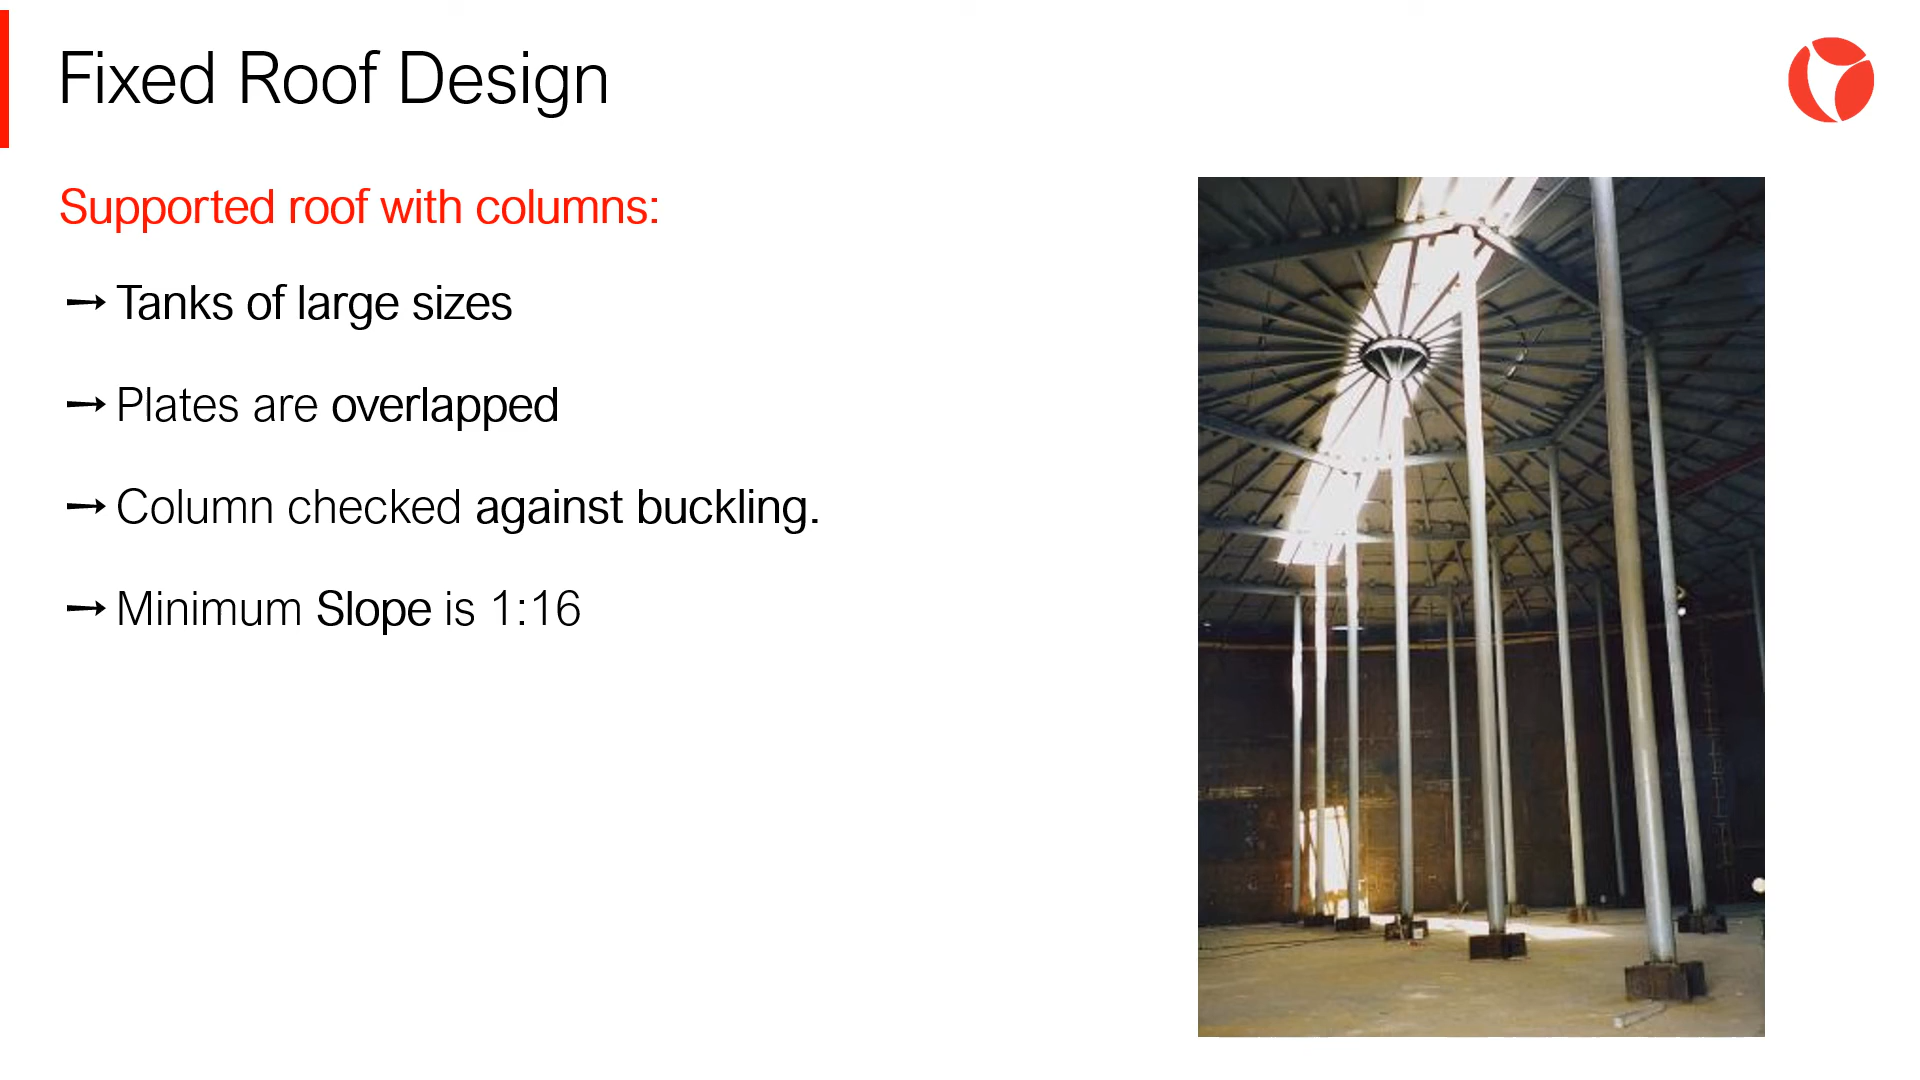 Fixed Roof Design
Supported roof with columns:
→ Tanks of large sizes
→ Plates are overlapped
→ Column checked against buckling.
→ Minimum Slope is 1:16